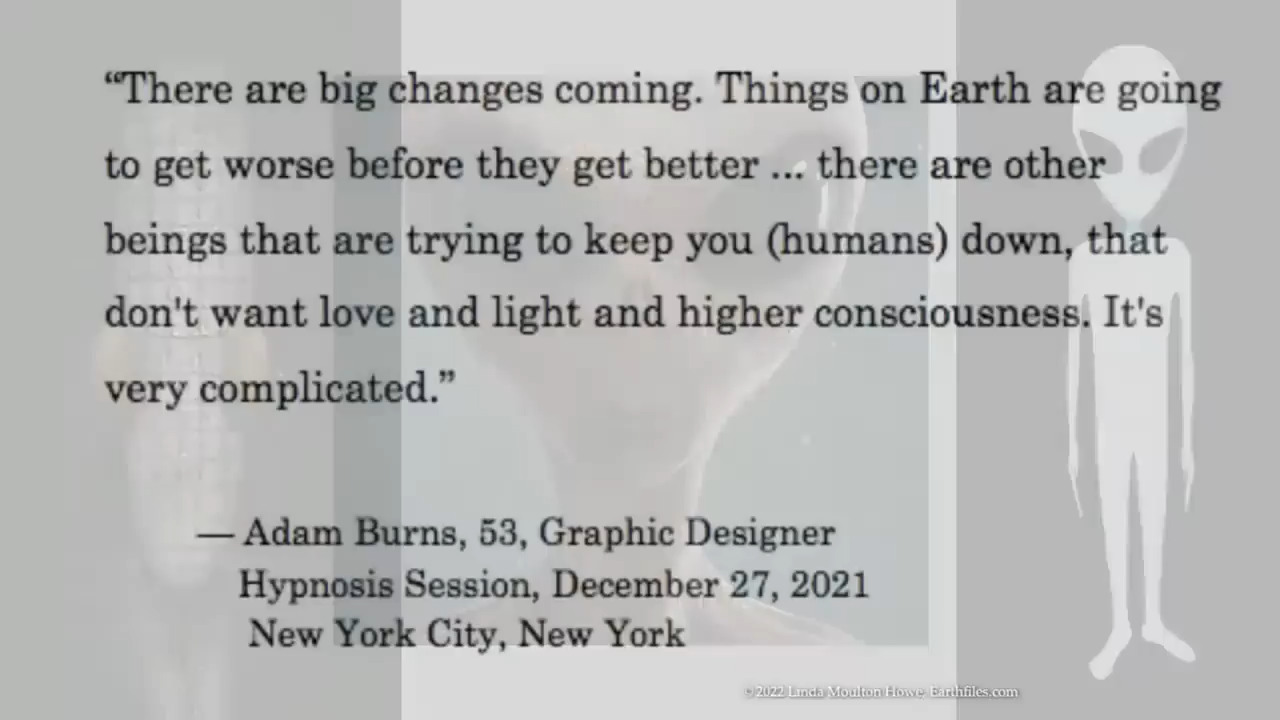 “There are big changes coming. Things on Earth are going
to get worse before they get better ... there are other
beings that are trying to keep you (humans) down, that
don't want love and light and higher consciousness. It's
very complicated.”
— Adam Burns, 53, Graphic Designer
Hypnosis Session, December 27, 2021
New York City, New York
©2022 Linda Moulton Howe, Earthfiles.com